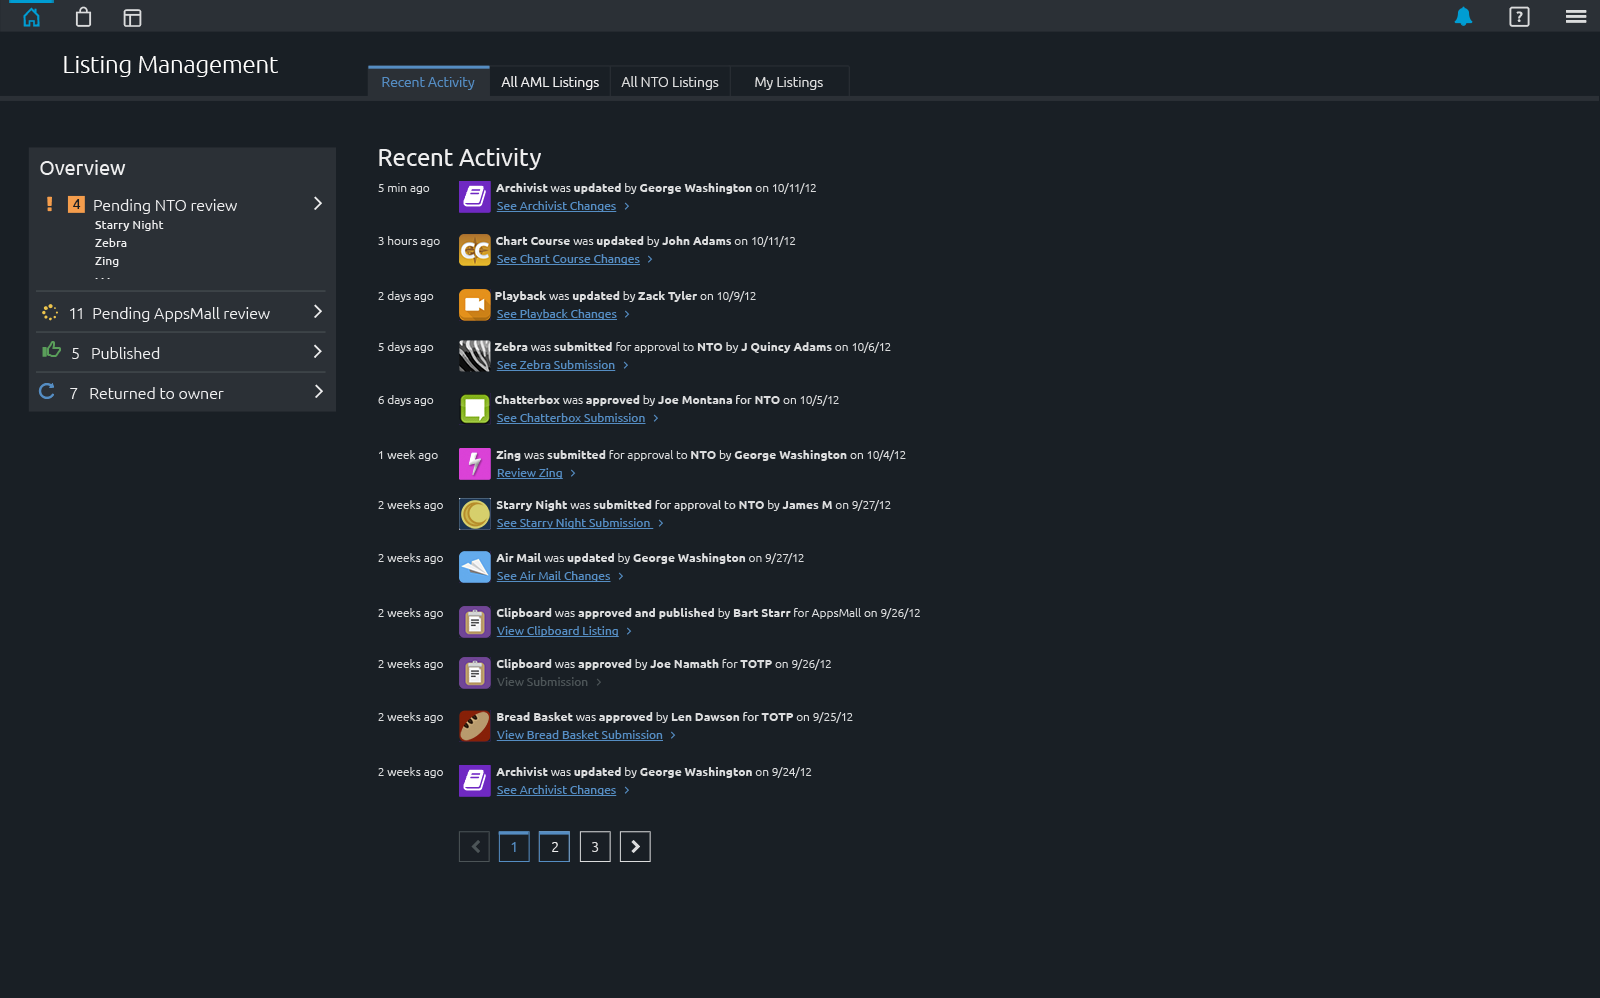 Listing Management
Recent Activity
All AML Listings
All NTO Listings
My Listings
Overview
4 Pending NTO review
Starry Night
Zebra
Zing
...
11 Pending AppsMall review
5 Published
7 Returned to owner
Recent Activity
5 min ago
Archivist was updated by George Washington on 10/11/12
See Archivist Changes
3 hours ago
CC
Chart Course was updated by John Adams on 10/11/12
See Chart Course Changes
2 days ago
Playback was updated by Zack Tyler on 10/9/12
See Playback Changes
5 days ago
Zebra was submitted for approval to NTO by J Quincy Adams on 10/6/12
See Zebra Submission
6 days ago
Chatterbox was approved by Joe Montana for NTO on 10/5/12
See Chatterbox Submission
1 week ago
Zing was submitted for approval to NTO by George Washington on 10/4/12
Review Zing
2 weeks ago
Starry Night was submitted for approval to NTO by James M on 9/27/12
See Starry Night Submission
2 weeks ago
Air Mail was updated by George Washington on 9/27/12
See Air Mail Changes
2 weeks ago
Clipboard was approved and published by Bart Starr for AppsMall on 9/26/12
View Clipboard Listing
2 weeks ago
Clipboard was approved by Joe Namath for TOTP on 9/26/12
View Submission
2 weeks ago
Bread Basket was approved by Len Dawson for TOTP on 9/25/12
View Bread Basket Submission
2 weeks ago
Archivist was updated by George Washington on 9/24/12
See Archivist Changes
1 2 3